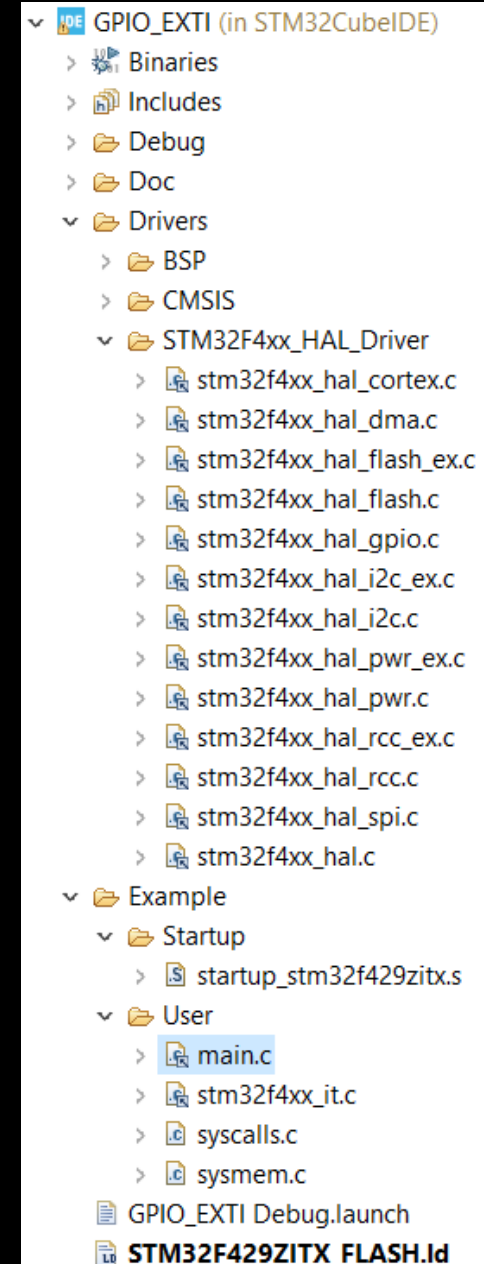 GPIO_EXTI (in STM32CubeIDE)
Binaries
Includes
Debug
Doc
Drivers
BSP
CMSIS
STM32F4xx_HAL_Driver
stm32f4xx_hal_cortex.c
stm32f4xx_hal_dma.c
stm32f4xx_hal_flash_ex.c
stm32f4xx_hal_flash.c
stm32f4xx_hal_gpio.c
stm32f4xx_hal_i2c_ex.c
stm32f4xx_hal_i2c.c
stm32f4xx_hal_pwr_ex.c
stm32f4xx_hal_pwr.c
stm32f4xx_hal_rcc_ex.c
stm32f4xx_hal_rcc.c
stm32f4xx_hal_spi.c
stm32f4xx_hal.c
Example
Startup
startup_stm32f429zitx.s
User
main.c
stm32f4xx_it.c
syscalls.c
sysmem.c
GPIO_EXTI Debug.launch
STM32F429ZITX_FLASH.ld